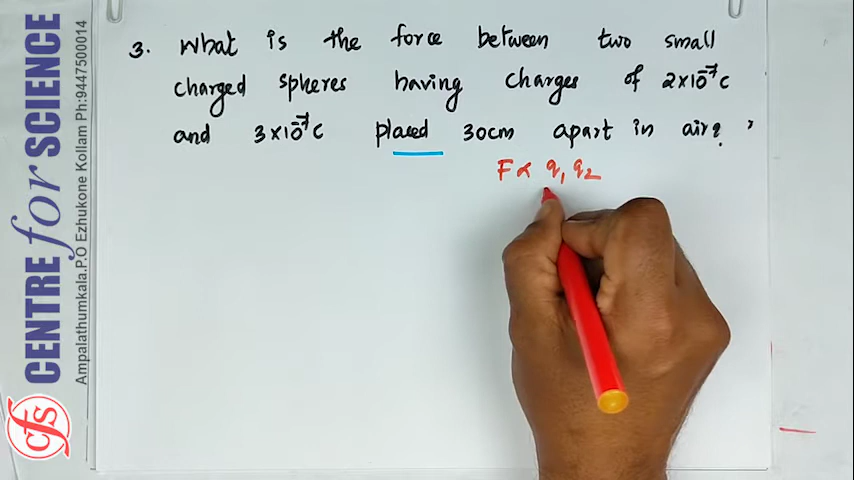 3. What is the force between two small
charged spheres having charges of 2×10⁻⁷C
and 3×10⁻⁷C placed 30cm apart in air?
F ∝ q₁ q₂
CENTRE for SCIENCE
Ampalathumkala.P.O Ezhukone Kollam Ph:9447500014
cfs